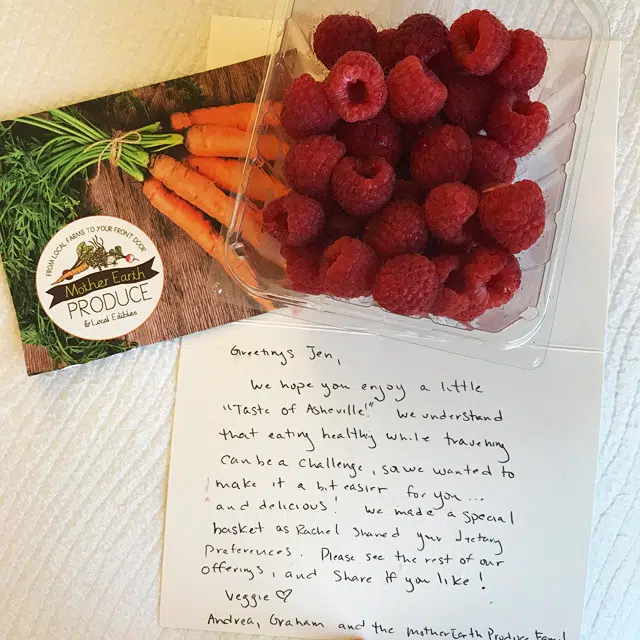 FROM LOCAL FARMS TO YOUR FRONT DOOR
Mother Earth
PRODUCE
& Local Edibles
Greetings Jen,
We hope you enjoy a little
"Taste of Asheville!" We understand
that eating healthy while traveling
can be a challenge, so we wanted to
make it a bit easier for you...
and delicious! We made a special
basket as Rachel shared your dietary
preferences. Please see the rest of our
offerings, and share if you like!
Veggie ♡
Andrea, Graham and the Mother Earth Produce Family